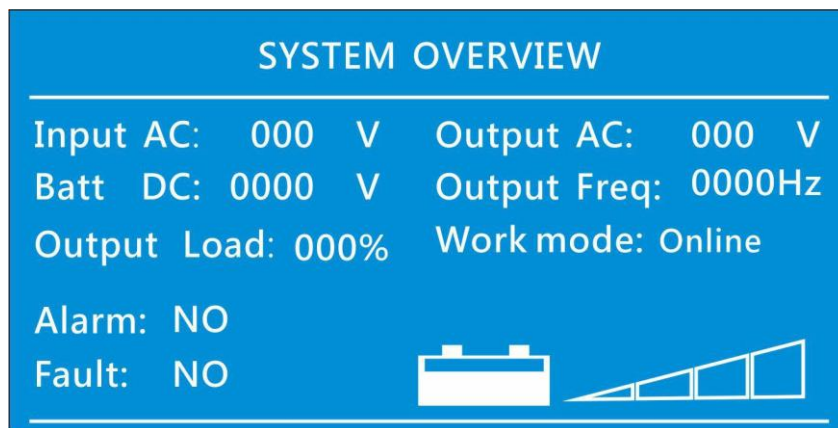 SYSTEM OVERVIEW
Input AC: 000 V Output AC: 000 V
Batt DC: 0000 V Output Freq: 0000Hz
Output Load: 000% Work mode: Online
Alarm: NO
Fault: NO